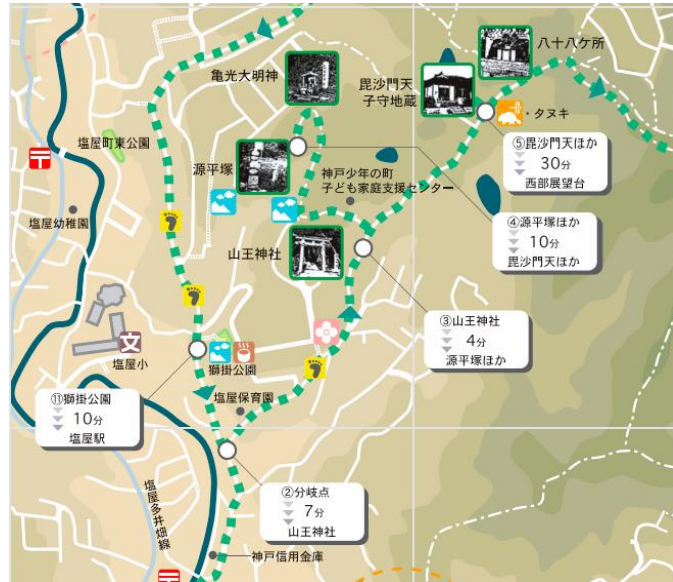 八十八ケ所
亀光大明神
毘沙門天
子守地蔵
・タヌキ
塩屋町東公園
⑤毘沙門天ほか
30分
西部展望台
源平塚
神戸少年の町
子ども家庭支援センター
塩屋幼稚園
④源平塚ほか
10分
毘沙門天ほか
山王神社
③山王神社
4分
源平塚ほか
文
塩屋小
獅掛公園
⑪獅掛公園
10分
塩屋駅
塩屋保育園
塩屋多井畑線
②分岐点
7分
山王神社
神戸信用金庫